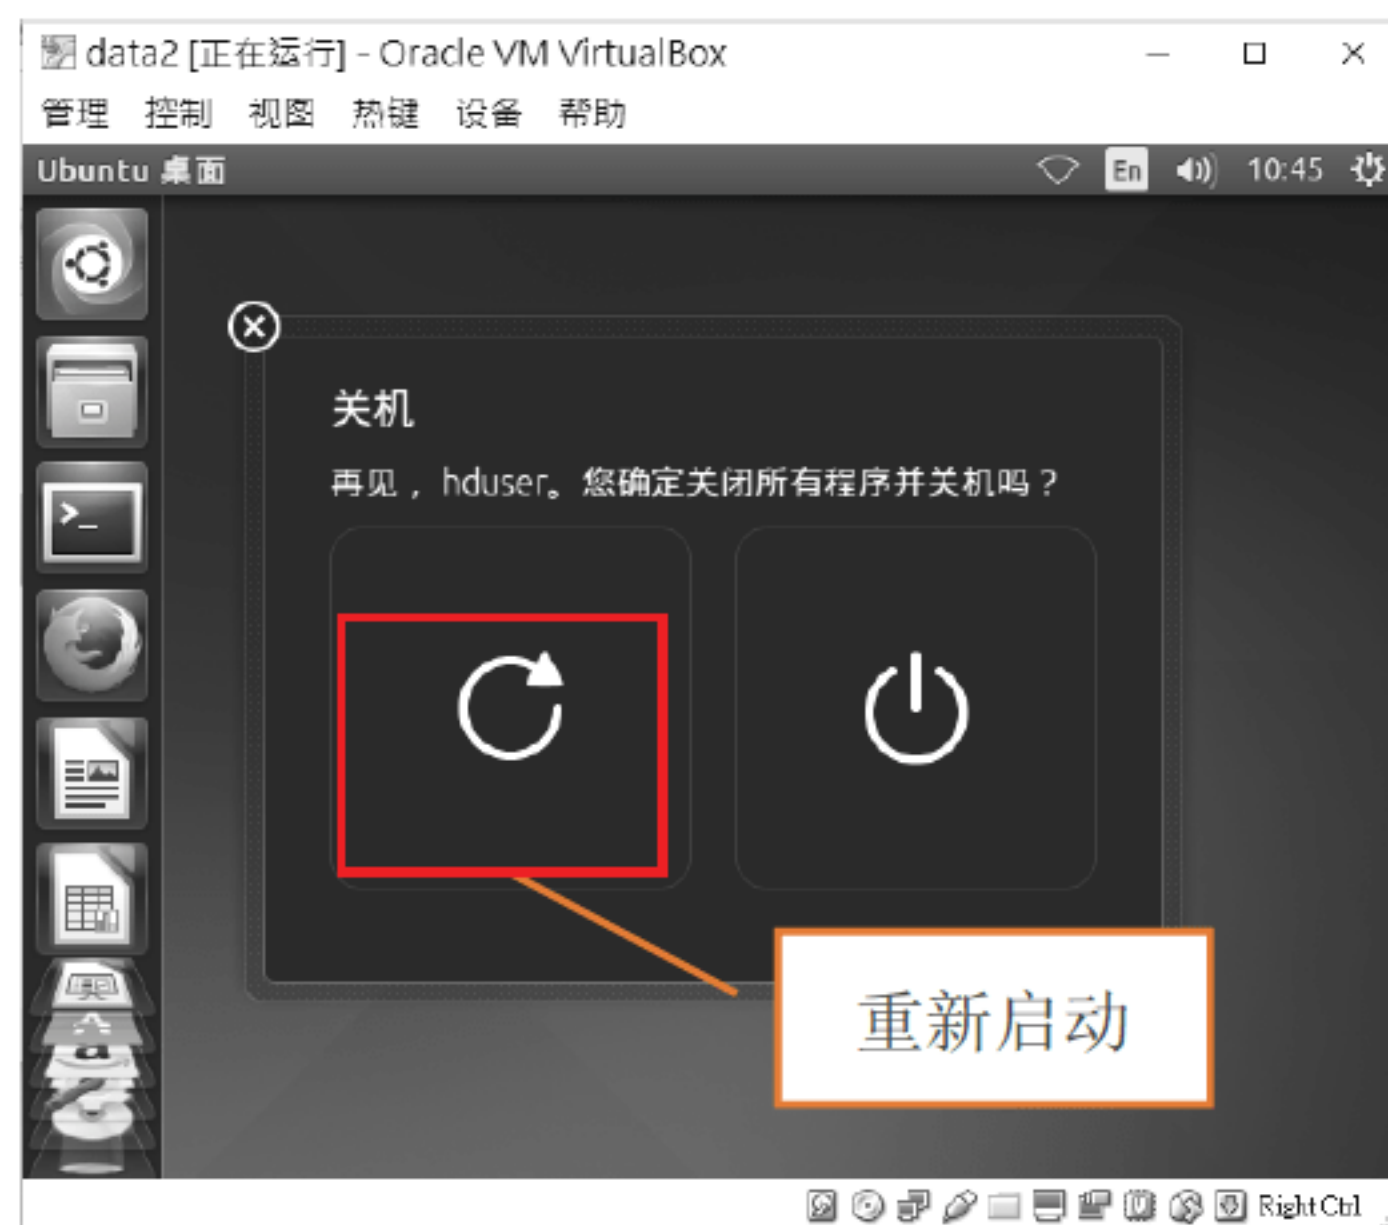 data2 [正在运行] - Oracle VM VirtualBox
管理 控制 视图 热键 设备 帮助
Ubuntu 桌面 En 10:45
关机
再见，hduser。您确定关闭所有程序并关机吗？
重新启动
Right Ctrl